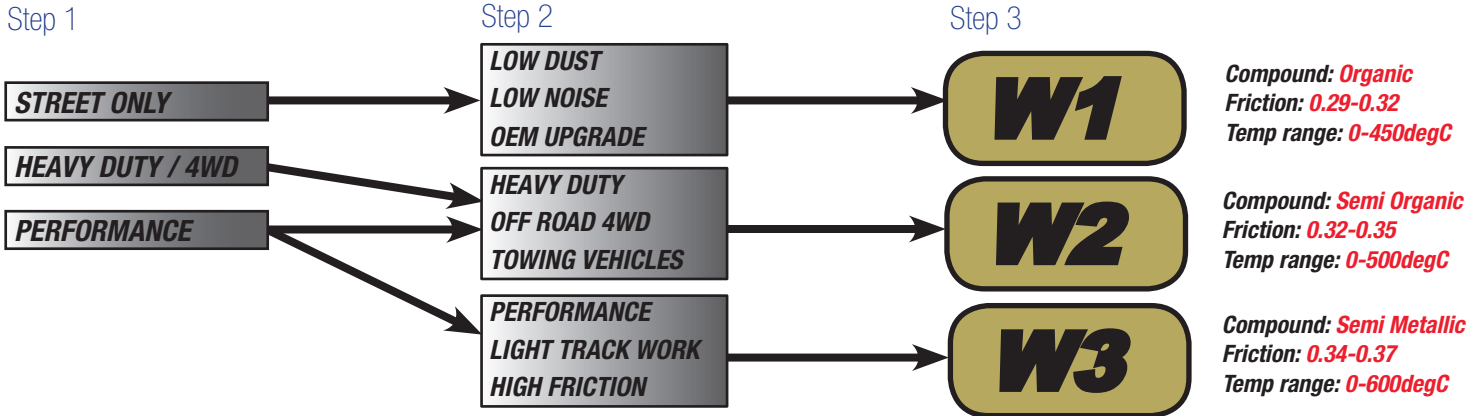 Step 1
Step 2
Step 3
STREET ONLY
HEAVY DUTY / 4WD
PERFORMANCE
LOW DUST
LOW NOISE
OEM UPGRADE
HEAVY DUTY
OFF ROAD 4WD
TOWING VEHICLES
PERFORMANCE
LIGHT TRACK WORK
HIGH FRICTION
W1
Compound: Organic
Friction: 0.29-0.32
Temp range: 0-450degC
W2
Compound: Semi Organic
Friction: 0.32-0.35
Temp range: 0-500degC
W3
Compound: Semi Metallic
Friction: 0.34-0.37
Temp range: 0-600degC